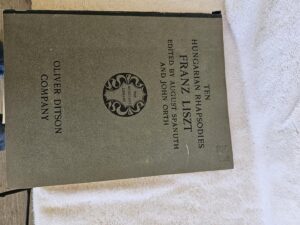 TEN
HUNGARIAN RHAPSODIES
FRANZ LISZT
EDITED BY AUGUST SPANUTH
AND JOHN ORTH
OLIVER DITSON
COMPANY